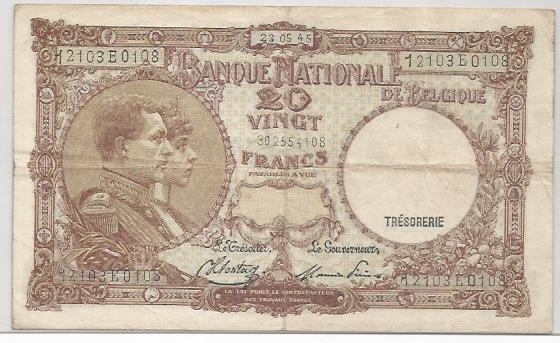 23.05.45
12103E0108
12103E0108
BANQUE NATIONALE
DE BELGIQUE
20
VINGT
302554108
FRANCS
PAYABLES A VUE
TRÉSORERIE
Le Trésorier,
Le Gouverneur,
12103E0108
12103E0108
LA LOI PUNIT LE CONTREFACTEUR
DES TRAVAUX FORCÉS